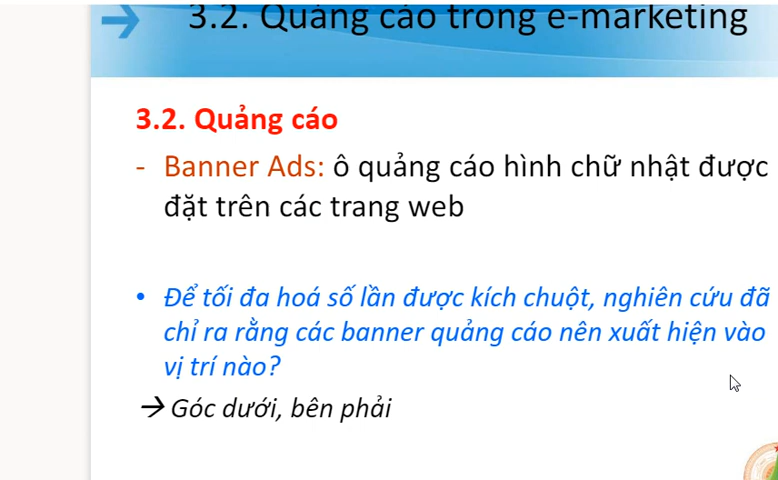 3.2. Quảng cáo trong e-marketing
3.2. Quảng cáo
- Banner Ads: ô quảng cáo hình chữ nhật được
đặt trên các trang web
• Để tối đa hoá số lần được kích chuột, nghiên cứu đã
chỉ ra rằng các banner quảng cáo nên xuất hiện vào
vị trí nào?
→ Góc dưới, bên phải